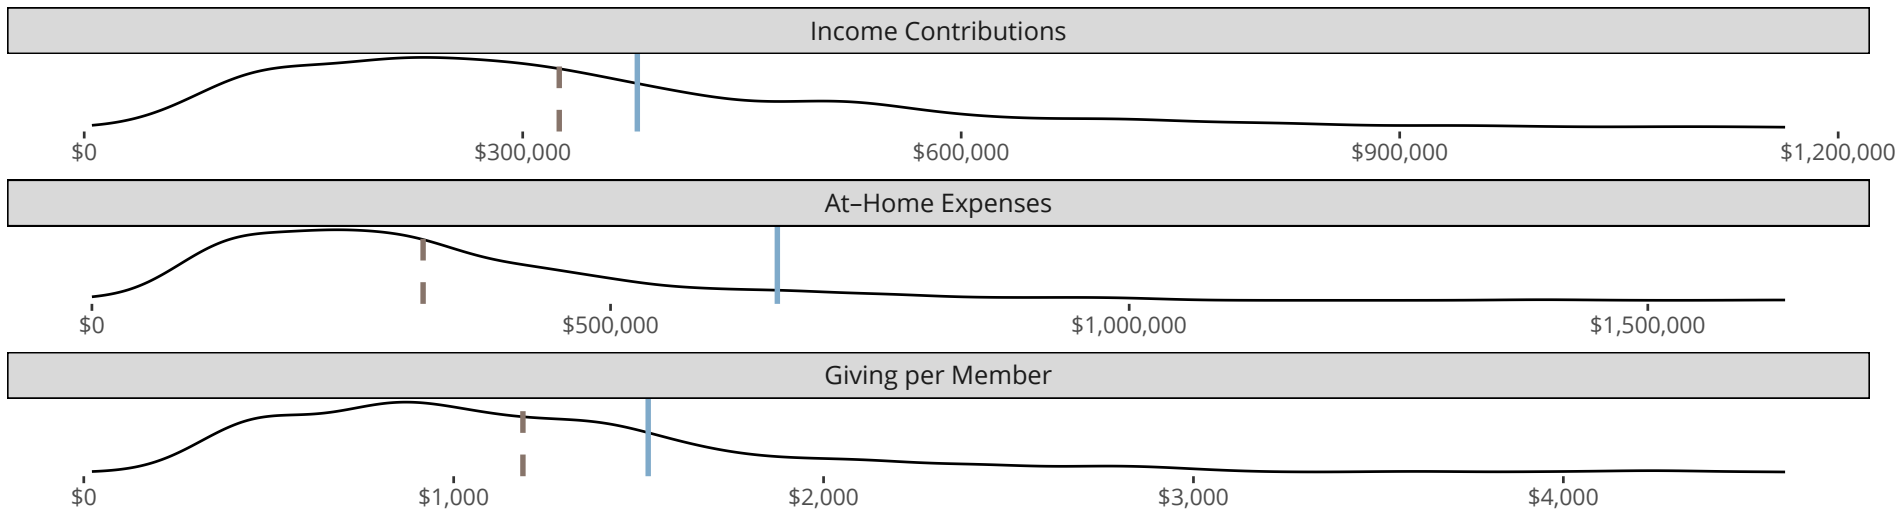 Income Contributions
$0 $300,000 $600,000 $900,000 $1,200,000
At–Home Expenses
$0 $500,000 $1,000,000 $1,500,000
Giving per Member
$0 $1,000 $2,000 $3,000 $4,000